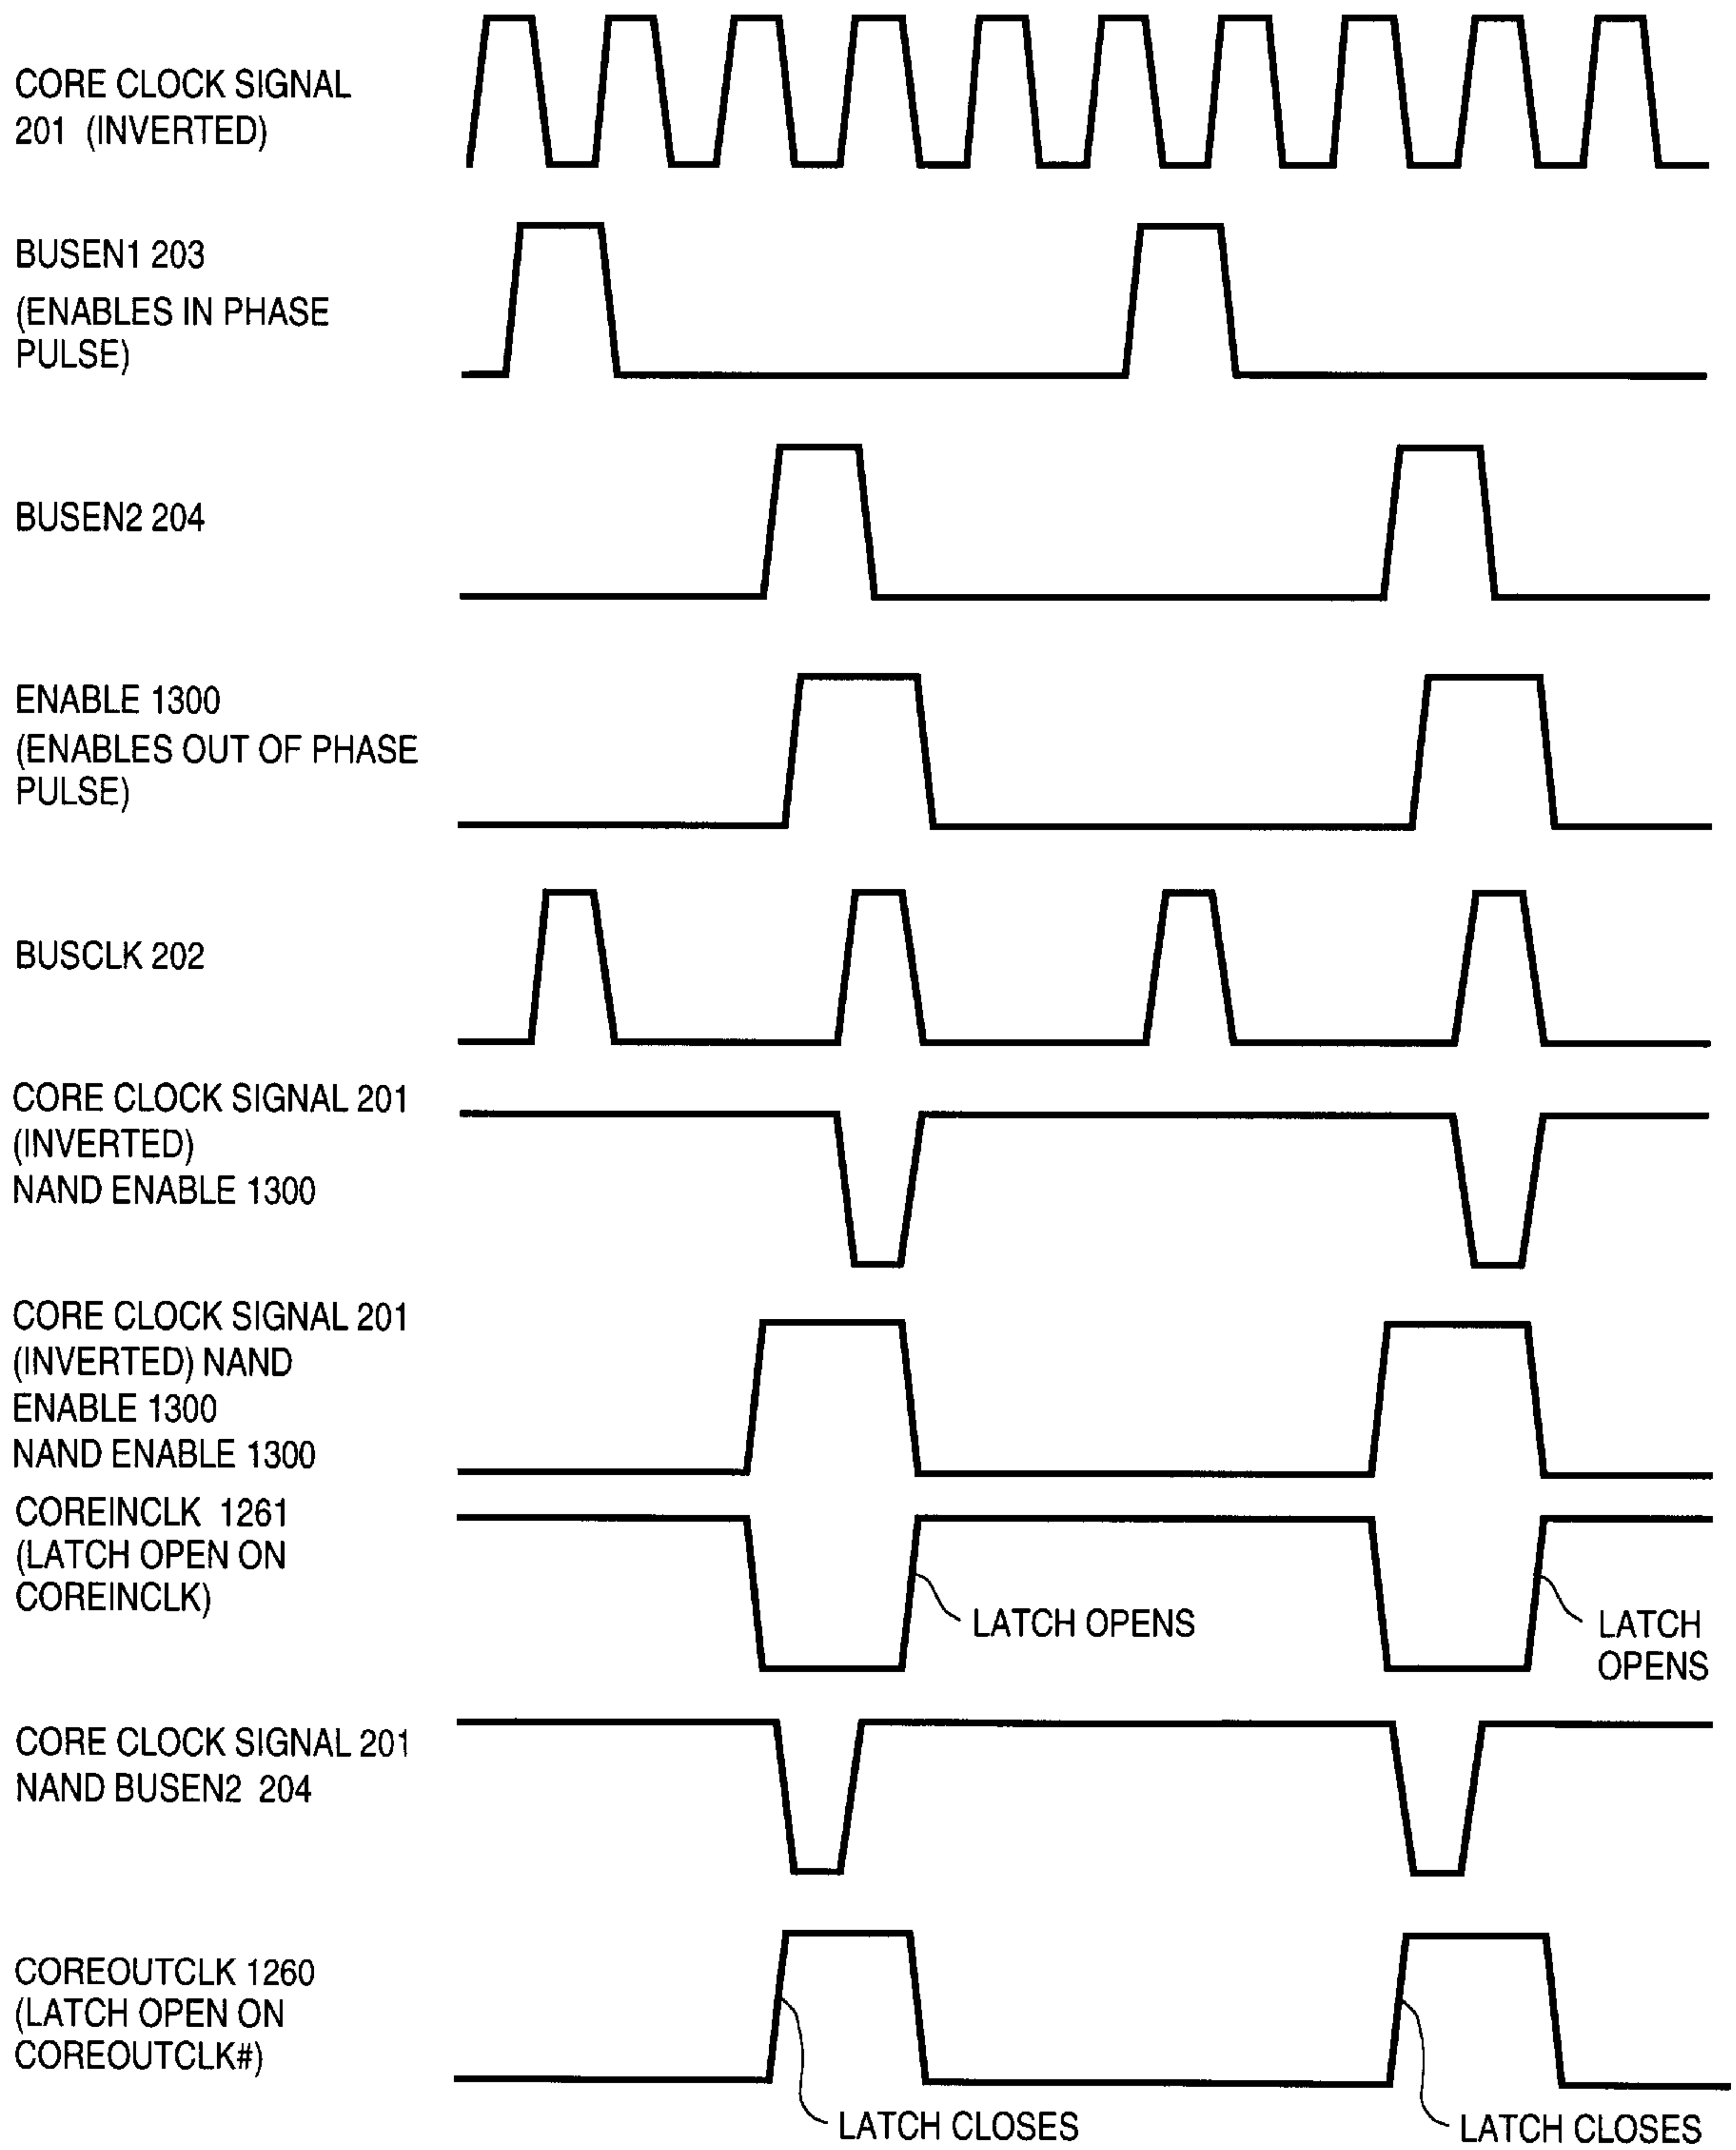 CORE CLOCK SIGNAL
201 (INVERTED)
BUSEN1 203
(ENABLES IN PHASE
PULSE)
BUSEN2 204
ENABLE 1300
(ENABLES OUT OF PHASE
PULSE)
BUSCLK 202
CORE CLOCK SIGNAL 201
(INVERTED)
NAND ENABLE 1300
CORE CLOCK SIGNAL 201
(INVERTED) NAND
ENABLE 1300
NAND ENABLE 1300
COREINCLK 1261
(LATCH OPEN ON
COREINCLK)
LATCH OPENS
LATCH
OPENS
CORE CLOCK SIGNAL 201
NAND BUSEN2 204
COREOUTCLK 1260
(LATCH OPEN ON
COREOUTCLK#)
LATCH CLOSES
LATCH CLOSES